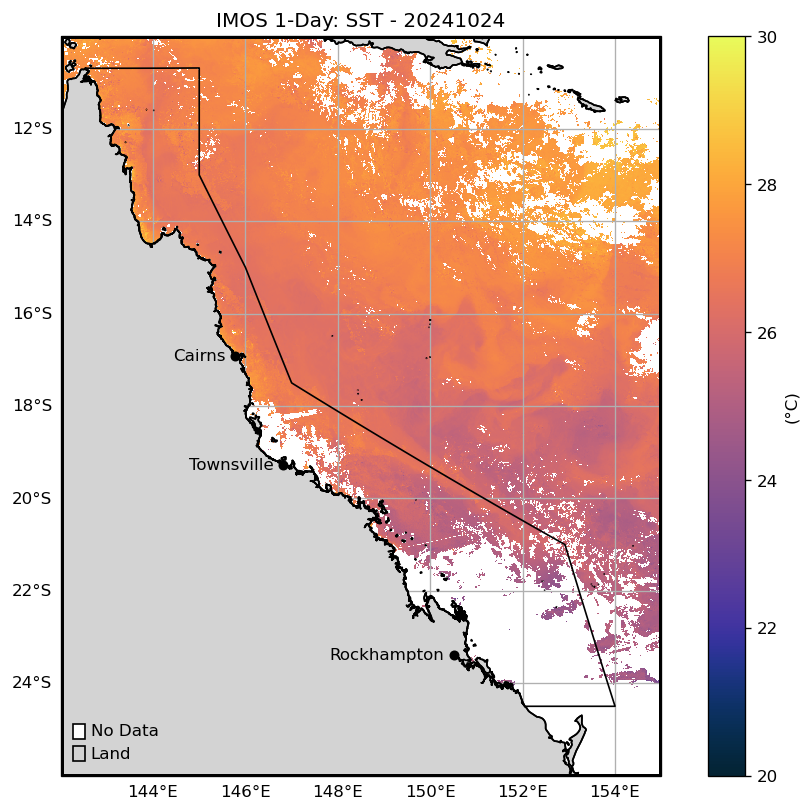 IMOS 1-Day: SST - 20241024
12°S
14°S
16°S
18°S
20°S
22°S
24°S
Cairns
Townsville
Rockhampton
No Data
Land
144°E 146°E 148°E 150°E 152°E 154°E
30
28
26
24
22
20
(°C)